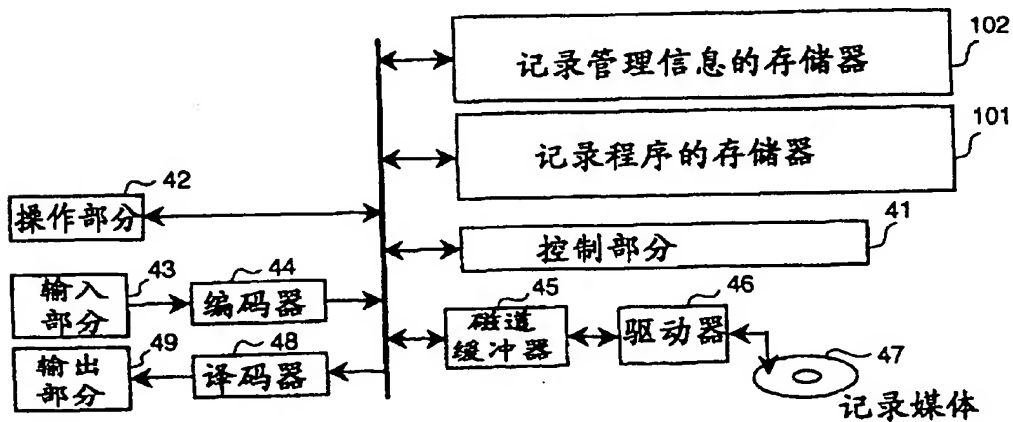 102
记录管理信息的存储器
101
记录程序的存储器
42
操作部分
41
控制部分
43
输入
部分
44
编码器
45
磁道
缓冲器
46
驱动器
49
输出
部分
48
译码器
47
记录媒体